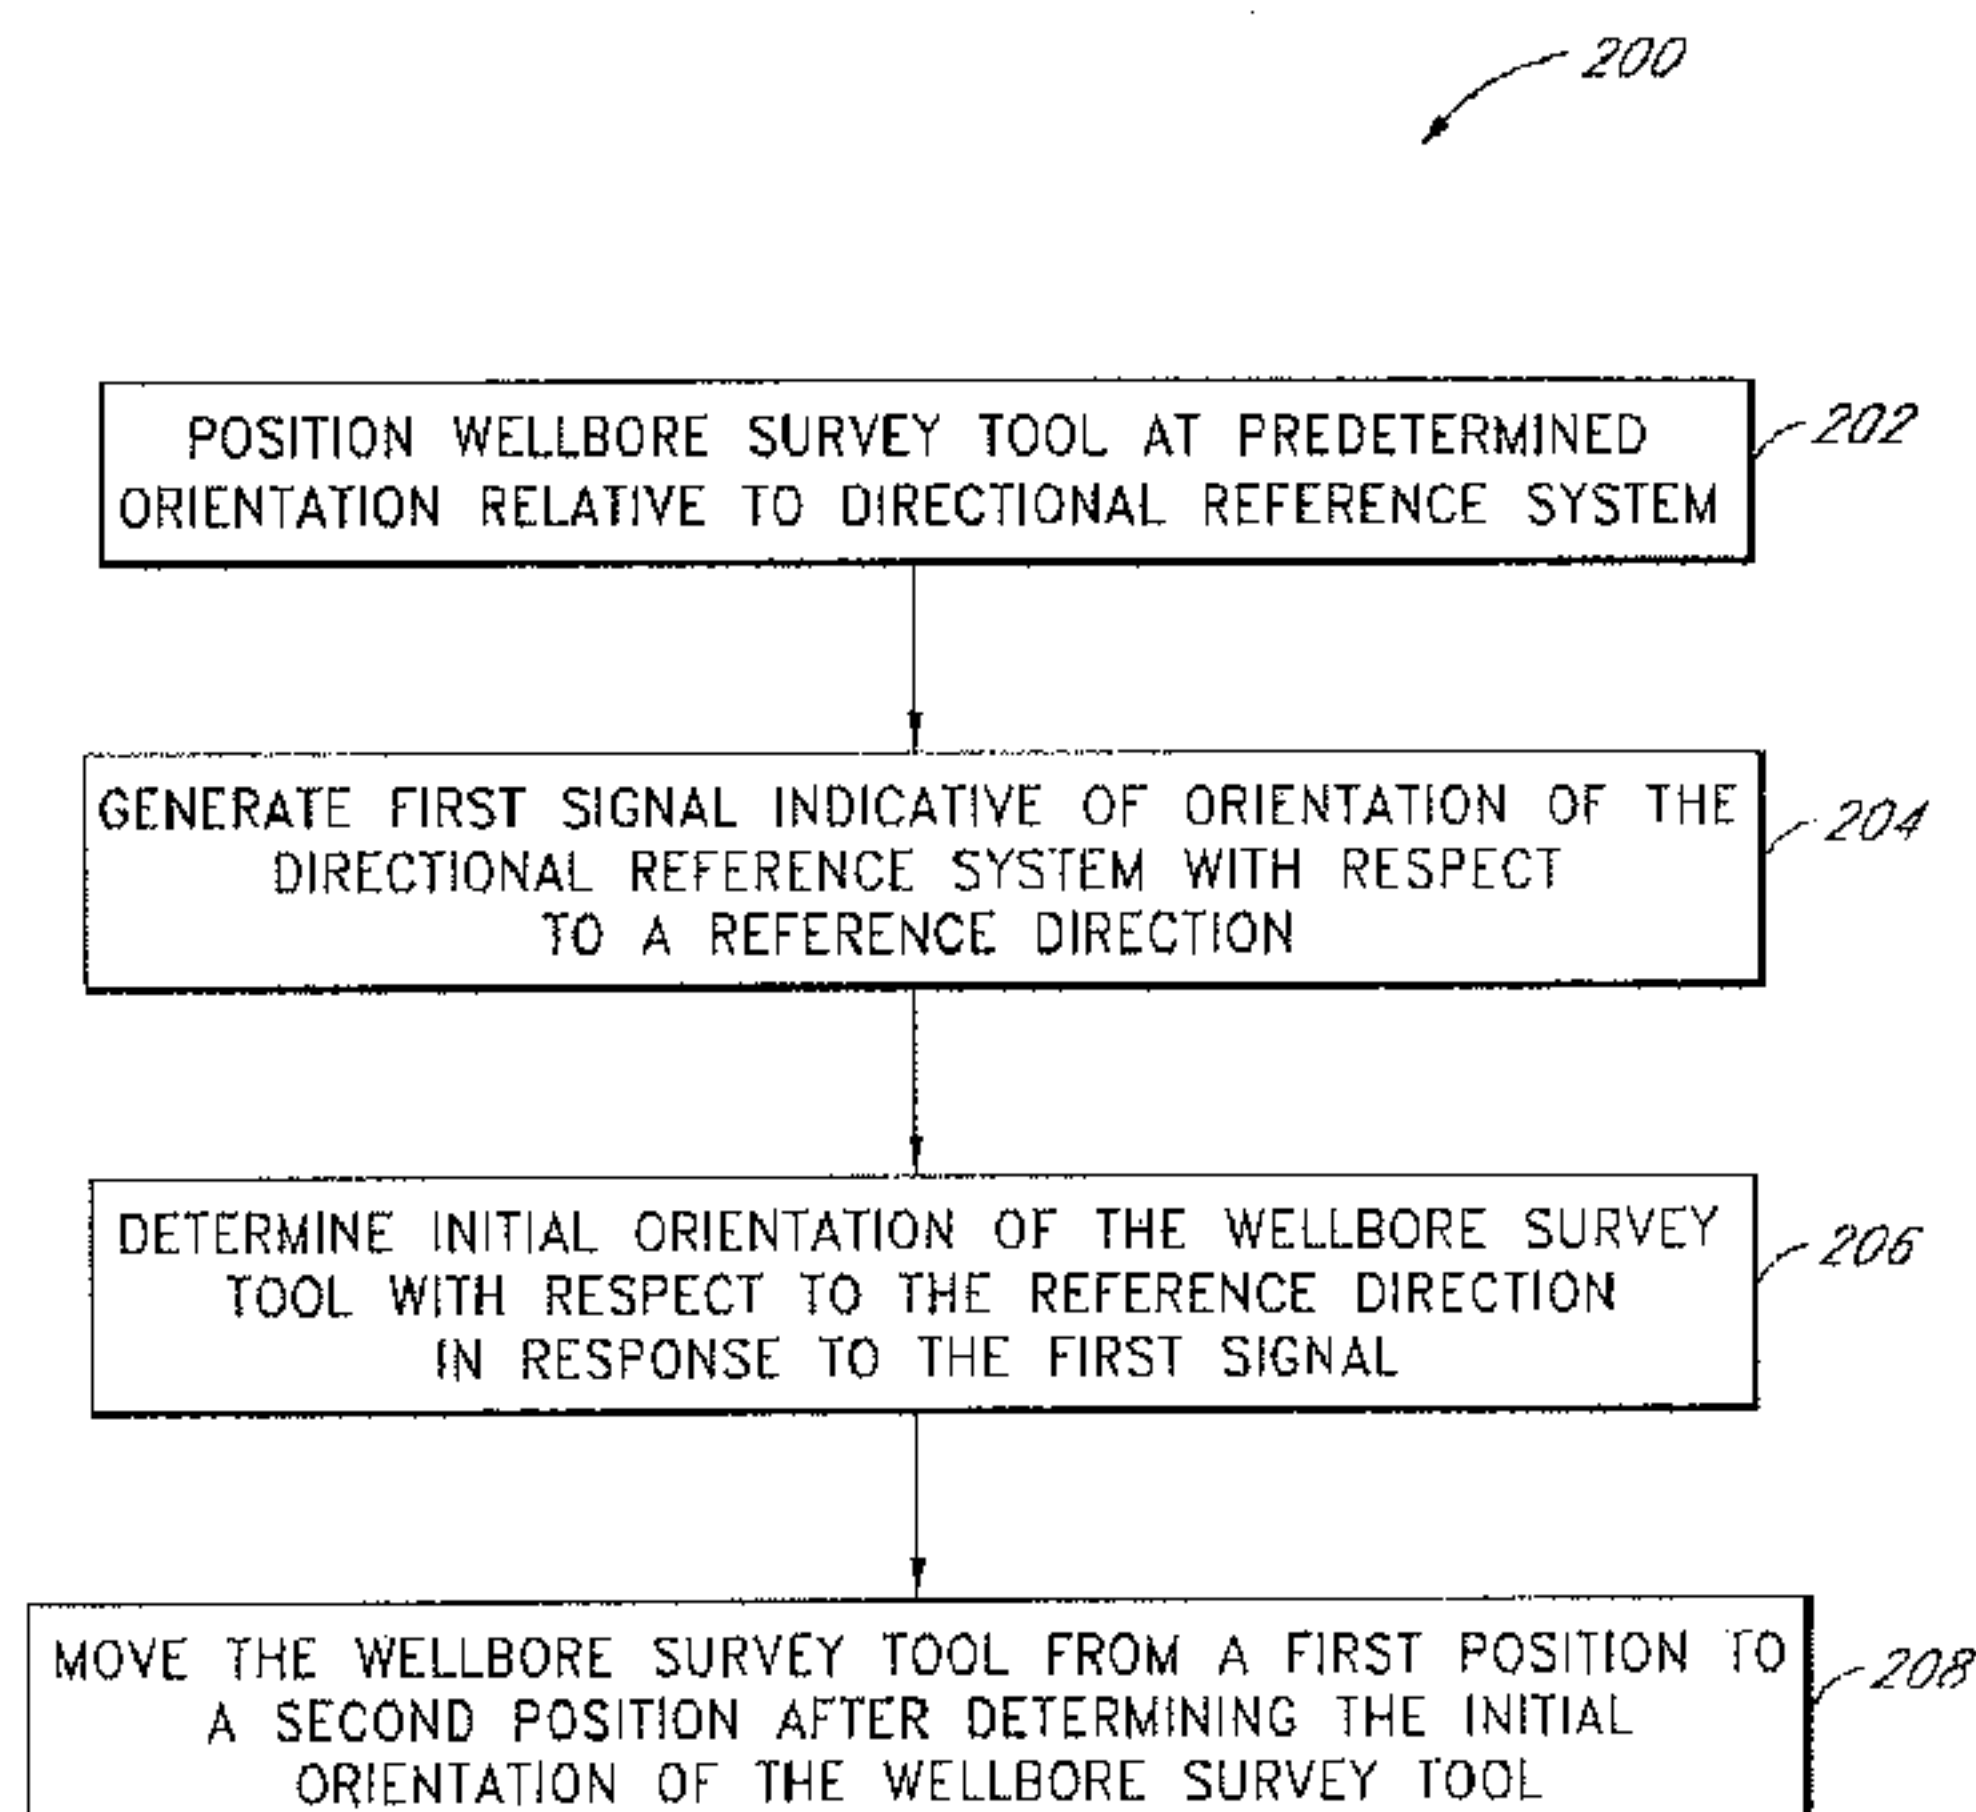 200
POSITION WELLBORE SURVEY TOOL AT PREDETERMINED
ORIENTATION RELATIVE TO DIRECTIONAL REFERENCE SYSTEM
202
GENERATE FIRST SIGNAL INDICATIVE OF ORIENTATION OF THE
DIRECTIONAL REFERENCE SYSTEM WITH RESPECT
TO A REFERENCE DIRECTION
204
DETERMINE INITIAL ORIENTATION OF THE WELLBORE SURVEY
TOOL WITH RESPECT TO THE REFERENCE DIRECTION
IN RESPONSE TO THE FIRST SIGNAL
206
MOVE THE WELLBORE SURVEY TOOL FROM A FIRST POSITION TO
A SECOND POSITION AFTER DETERMINING THE INITIAL
ORIENTATION OF THE WELLBORE SURVEY TOOL
208